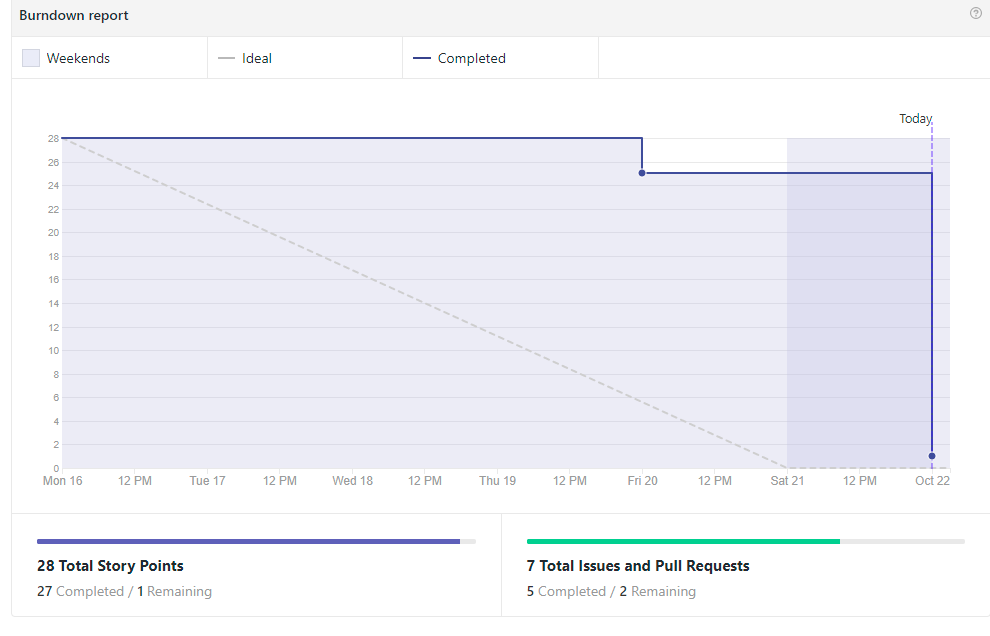 Burndown report
?
Weekends
Ideal
Completed
Today
28
26
24
22
20
18
16
14
12
10
8
6
4
2
0
Mon 16 12 PM Tue 17 12 PM Wed 18 12 PM Thu 19 12 PM Fri 20 12 PM Sat 21 12 PM Oct 22
28 Total Story Points
27 Completed / 1 Remaining
7 Total Issues and Pull Requests
5 Completed / 2 Remaining